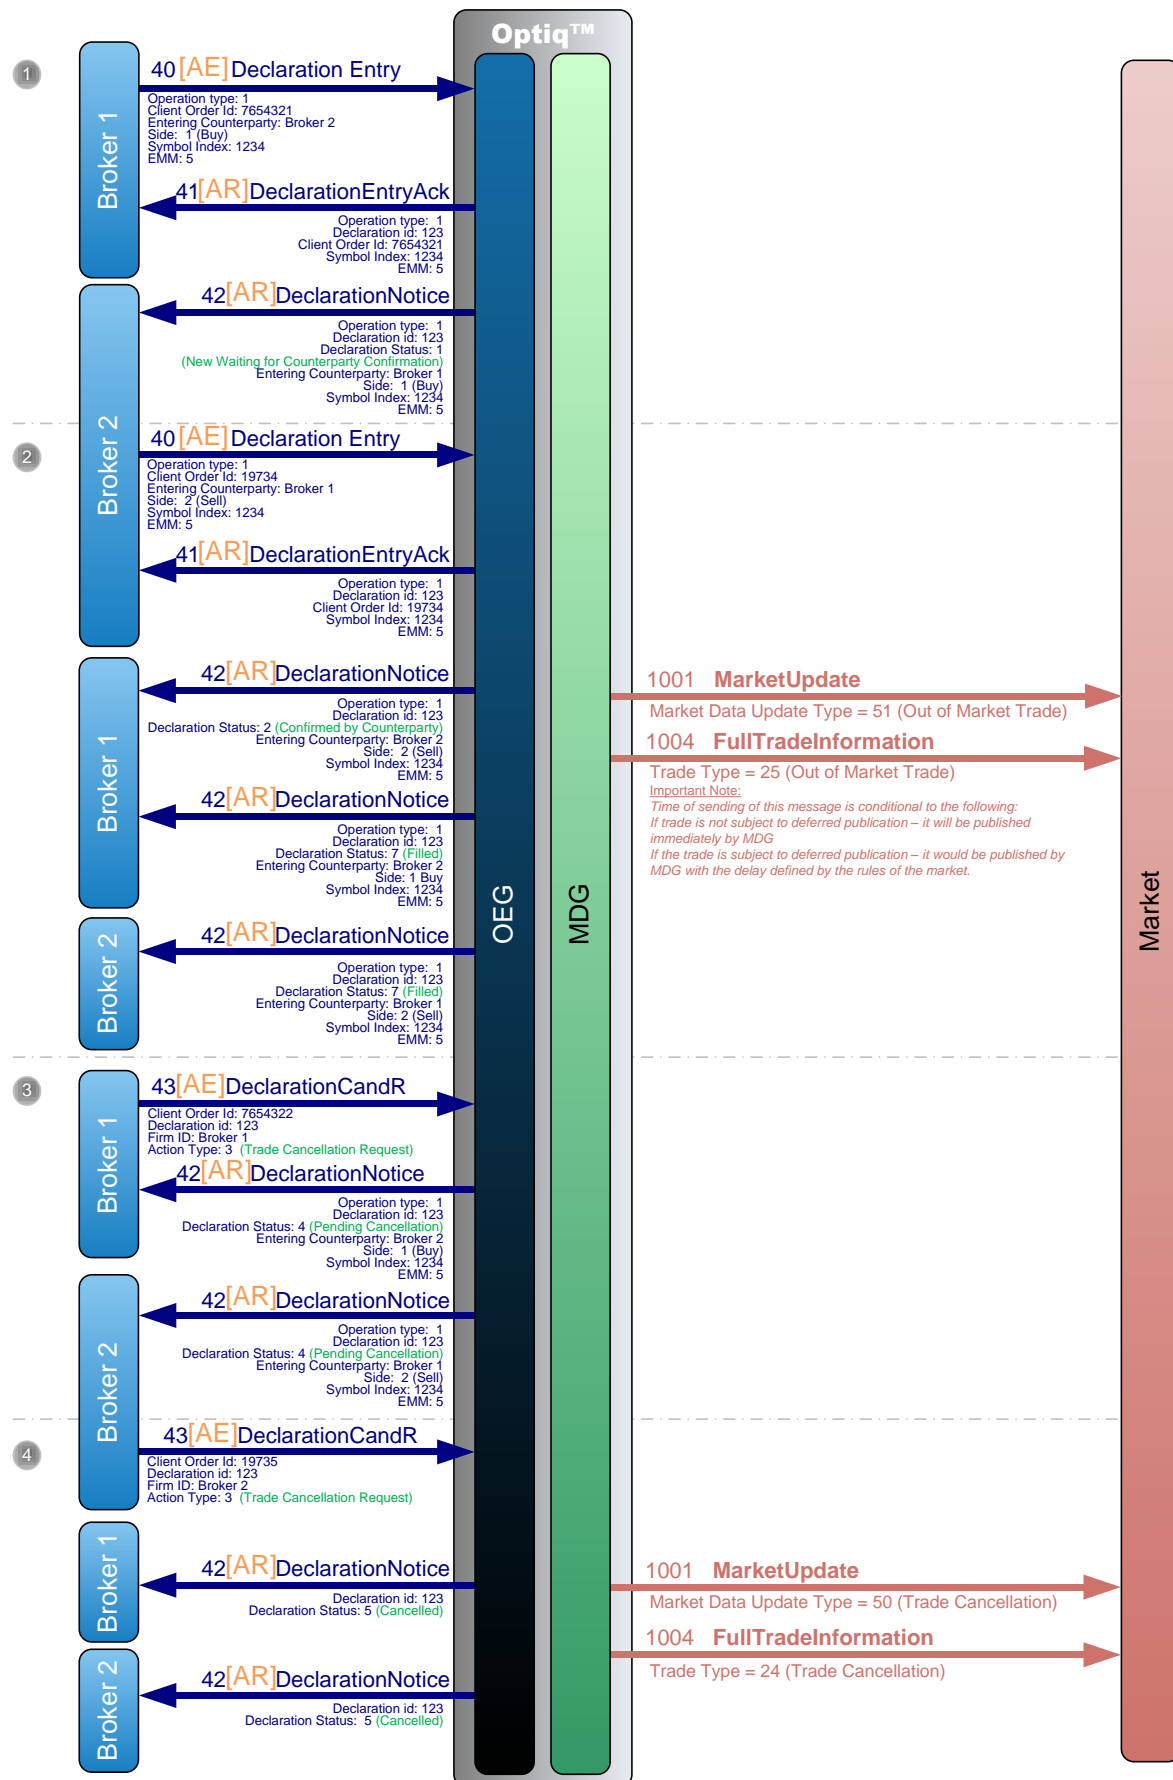 Optiq™
1
Broker 1
40 [AE] Declaration Entry
Operation type: 1
Client Order Id: 7654321
Entering Counterparty: Broker 2
Side:  1 (Buy)
Symbol Index: 1234
EMM: 5
41[AR]DeclarationEntryAck
Operation type:  1
Declaration id: 123
Client Order Id: 7654321
Symbol Index: 1234
EMM: 5
Broker 2
42[AR]DeclarationNotice
Operation type:  1
Declaration id: 123
Declaration Status: 1
(New Waiting for Counterparty Confirmation)
Entering Counterparty: Broker 1
Side:  1 (Buy)
Symbol Index: 1234
EMM: 5
2
40 [AE] Declaration Entry
Operation type: 1
Client Order Id: 19734
Entering Counterparty: Broker 1
Side:  2 (Sell)
Symbol Index: 1234
EMM: 5
41[AR]DeclarationEntryAck
Operation type:  1
Declaration id: 123
Client Order Id: 19734
Symbol Index: 1234
EMM: 5
Broker 1
42[AR]DeclarationNotice
Operation type:  1
Declaration id: 123
Declaration Status: 2 (Confirmed by Counterparty)
Entering Counterparty: Broker 2
Side:  2 (Sell)
Symbol Index: 1234
EMM: 5
1001 MarketUpdate
Market Data Update Type = 51 (Out of Market Trade)
1004 FullTradeInformation
Trade Type = 25 (Out of Market Trade)
Important Note:
Time of sending of this message is conditional to the following:
If trade is not subject to deferred publication – it will be published
immediately by MDG
If the trade is subject to deferred publication – it would be published by
MDG with the delay defined by the rules of the market.
42[AR]DeclarationNotice
Operation type:  1
Declaration id: 123
Declaration Status: 7 (Filled)
Entering Counterparty: Broker 2
Side: 1 Buy
Symbol Index: 1234
EMM: 5
OEG
MDG
Market
Broker 2
42[AR]DeclarationNotice
Operation type:  1
Declaration id: 123
Declaration Status: 7 (Filled)
Entering Counterparty: Broker 1
Side: 2 (Sell)
Symbol Index: 1234
EMM: 5
3
Broker 1
43[AE]DeclarationCandR
Client Order Id: 7654322
Declaration id: 123
Firm ID: Broker 1
Action Type: 3  (Trade Cancellation Request)
42[AR]DeclarationNotice
Operation type:  1
Declaration id: 123
Declaration Status: 4 (Pending Cancellation)
Entering Counterparty: Broker 2
Side:  1 (Buy)
Symbol Index: 1234
EMM: 5
Broker 2
42[AR]DeclarationNotice
Operation type:  1
Declaration id: 123
Declaration Status: 4 (Pending Cancellation)
Entering Counterparty: Broker 1
Side:  2 (Sell)
Symbol Index: 1234
EMM: 5
4
43[AE]DeclarationCandR
Client Order Id: 19735
Declaration id: 123
Firm ID: Broker 2
Action Type: 3  (Trade Cancellation Request)
Broker 1
42[AR]DeclarationNotice
Declaration id: 123
Declaration Status: 5 (Cancelled)
1001 MarketUpdate
Market Data Update Type = 50 (Trade Cancellation)
1004 FullTradeInformation
Trade Type = 24 (Trade Cancellation)
Broker 2
42[AR]DeclarationNotice
Declaration id: 123
Declaration Status:  5 (Cancelled)